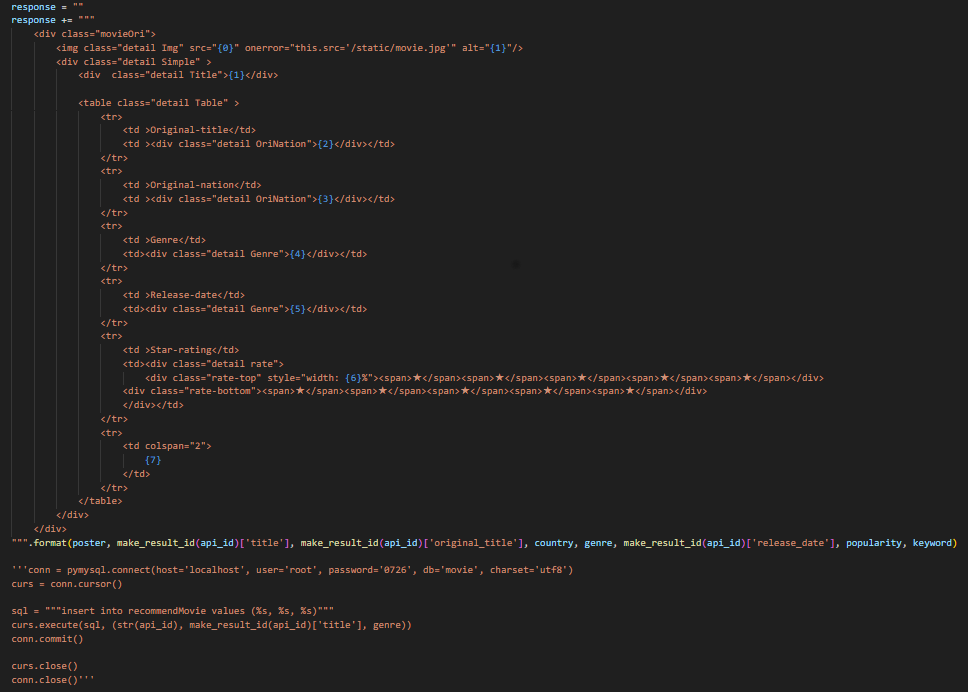 response = ""
response += """
<div class="movieOri">
<img class="detail Img" src="{0}" onerror="this.src='/static/movie.jpg'" alt="{1}"/>
<div class="detail Simple" >
<div  class="detail Title">{1}</div>
<table class="detail Table" >
<tr>
<td >Original-title</td>
<td ><div class="detail OriNation">{2}</div></td>
</tr>
<tr>
<td >Original-nation</td>
<td ><div class="detail OriNation">{3}</div></td>
</tr>
<tr>
<td >Genre</td>
<td><div class="detail Genre">{4}</div></td>
</tr>
<tr>
<td >Release-date</td>
<td><div class="detail Genre">{5}</div></td>
</tr>
<tr>
<td >Star-rating</td>
<td><div class="detail rate">
<div class="rate-top" style="width: {6}%"><span>★</span><span>★</span><span>★</span><span>★</span><span>★</span></div>
<div class="rate-bottom"><span>★</span><span>★</span><span>★</span><span>★</span><span>★</span></div>
</div></td>
</tr>
<tr>
<td colspan="2">
{7}
</td>
</tr>
</table>
</div>
</div>
""".format(poster, make_result_id(api_id)['title'], make_result_id(api_id)['original_title'], country, genre, make_result_id(api_id)['release_date'], popularity, keyword)
'''conn = pymysql.connect(host='localhost', user='root', password='0726', db='movie', charset='utf8')
curs = conn.cursor()
sql = """insert into recommendMovie values (%s, %s, %s)"""
curs.execute(sql, (str(api_id), make_result_id(api_id)['title'], genre))
conn.commit()
curs.close()
conn.close()'''